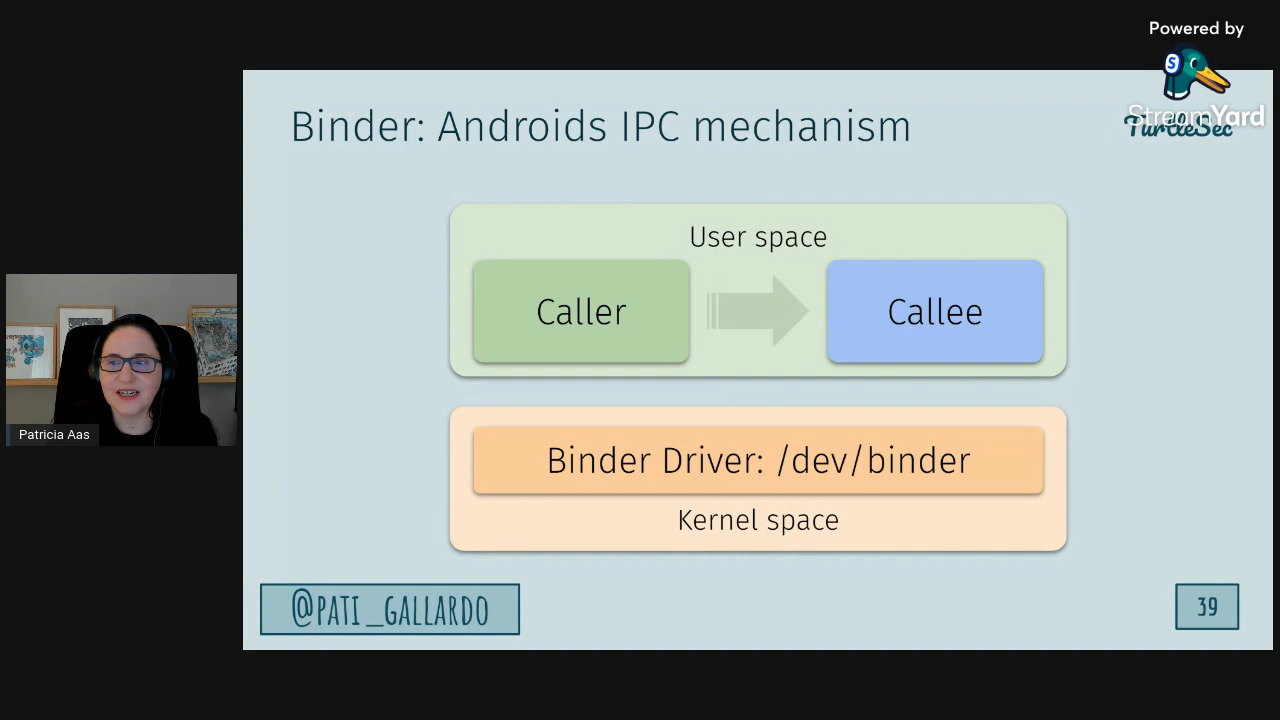 Powered by
StreamYard
TurtleSec
Binder: Androids IPC mechanism
User space
Caller
Callee
Binder Driver: /dev/binder
Kernel space
Patricia Aas
@PATI_GALLARDO
39